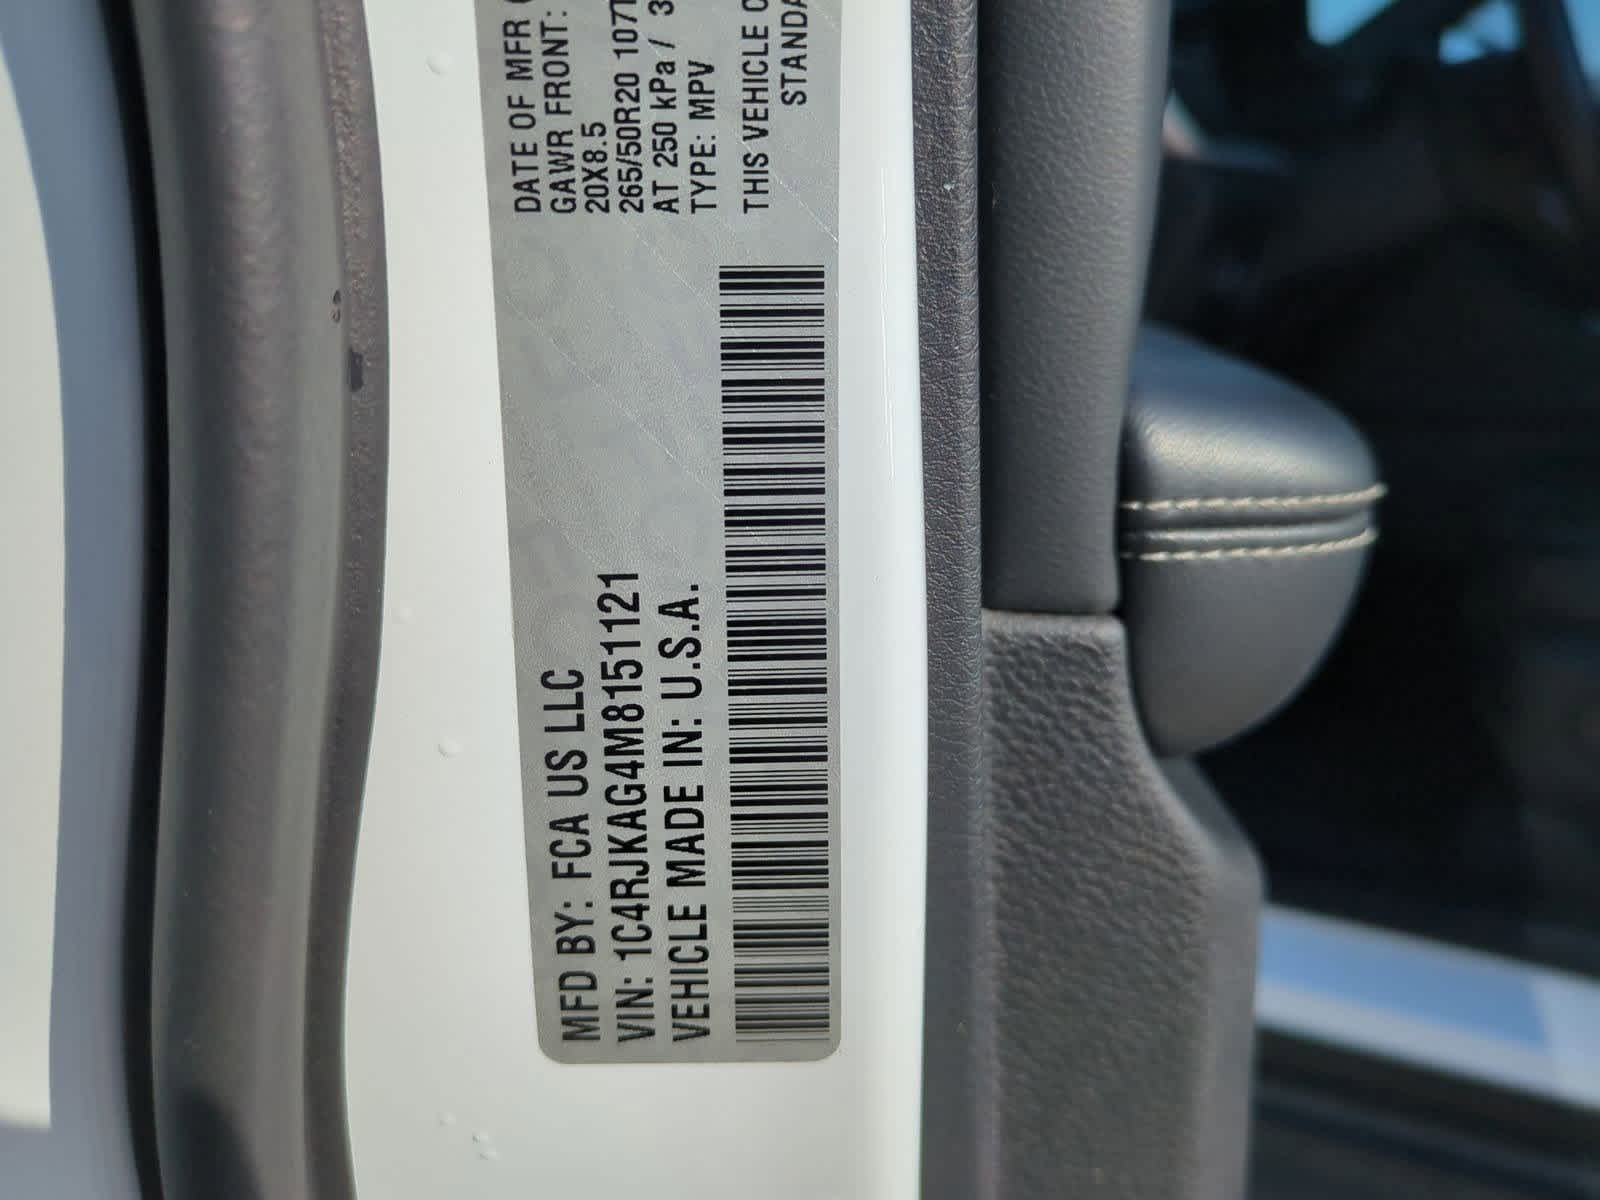 MFD BY: FCA US LLC
VIN: 1C4RJKAG4M8151121
VEHICLE MADE IN: U.S.A.
DATE OF MFR
GAWR FRONT:
20X8.5
265/50R20 107T
AT 250 kPa / 3
TYPE: MPV
THIS VEHICLE
STANDA